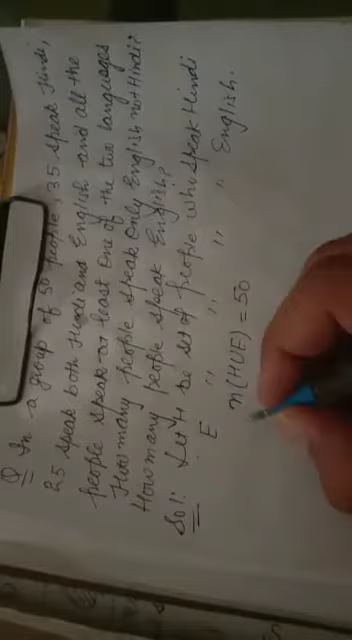 Q In a group of 50 people, 35 speak Hindi,
25 speak both Hindi and English and all the
people speak at least one of the two languages
How many people speak only English not Hindi?
How many people speak English?
Sol: Let H be set of people who speak Hindi
E " " " " English.
n(HUE) = 50